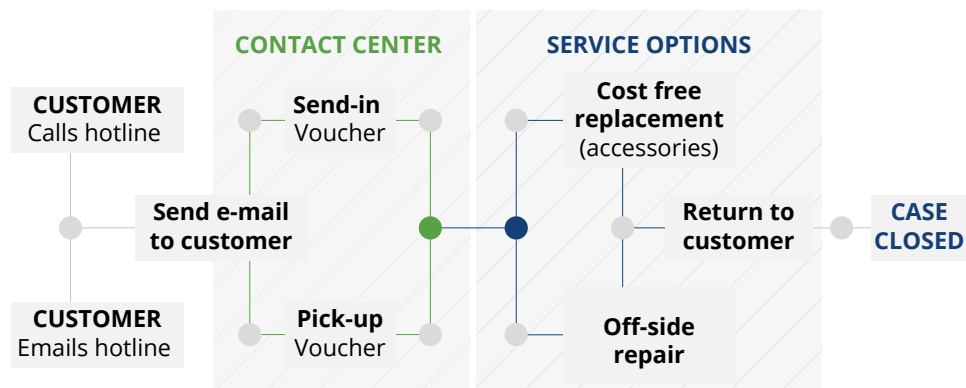 CONTACT CENTER
SERVICE OPTIONS
CUSTOMER
Calls hotline
Send-in
Voucher
Cost free
replacement
(accessories)
Send e-mail
to customer
Return to
customer
CASE
CLOSED
CUSTOMER
Emails hotline
Pick-up
Voucher
Off-side
repair